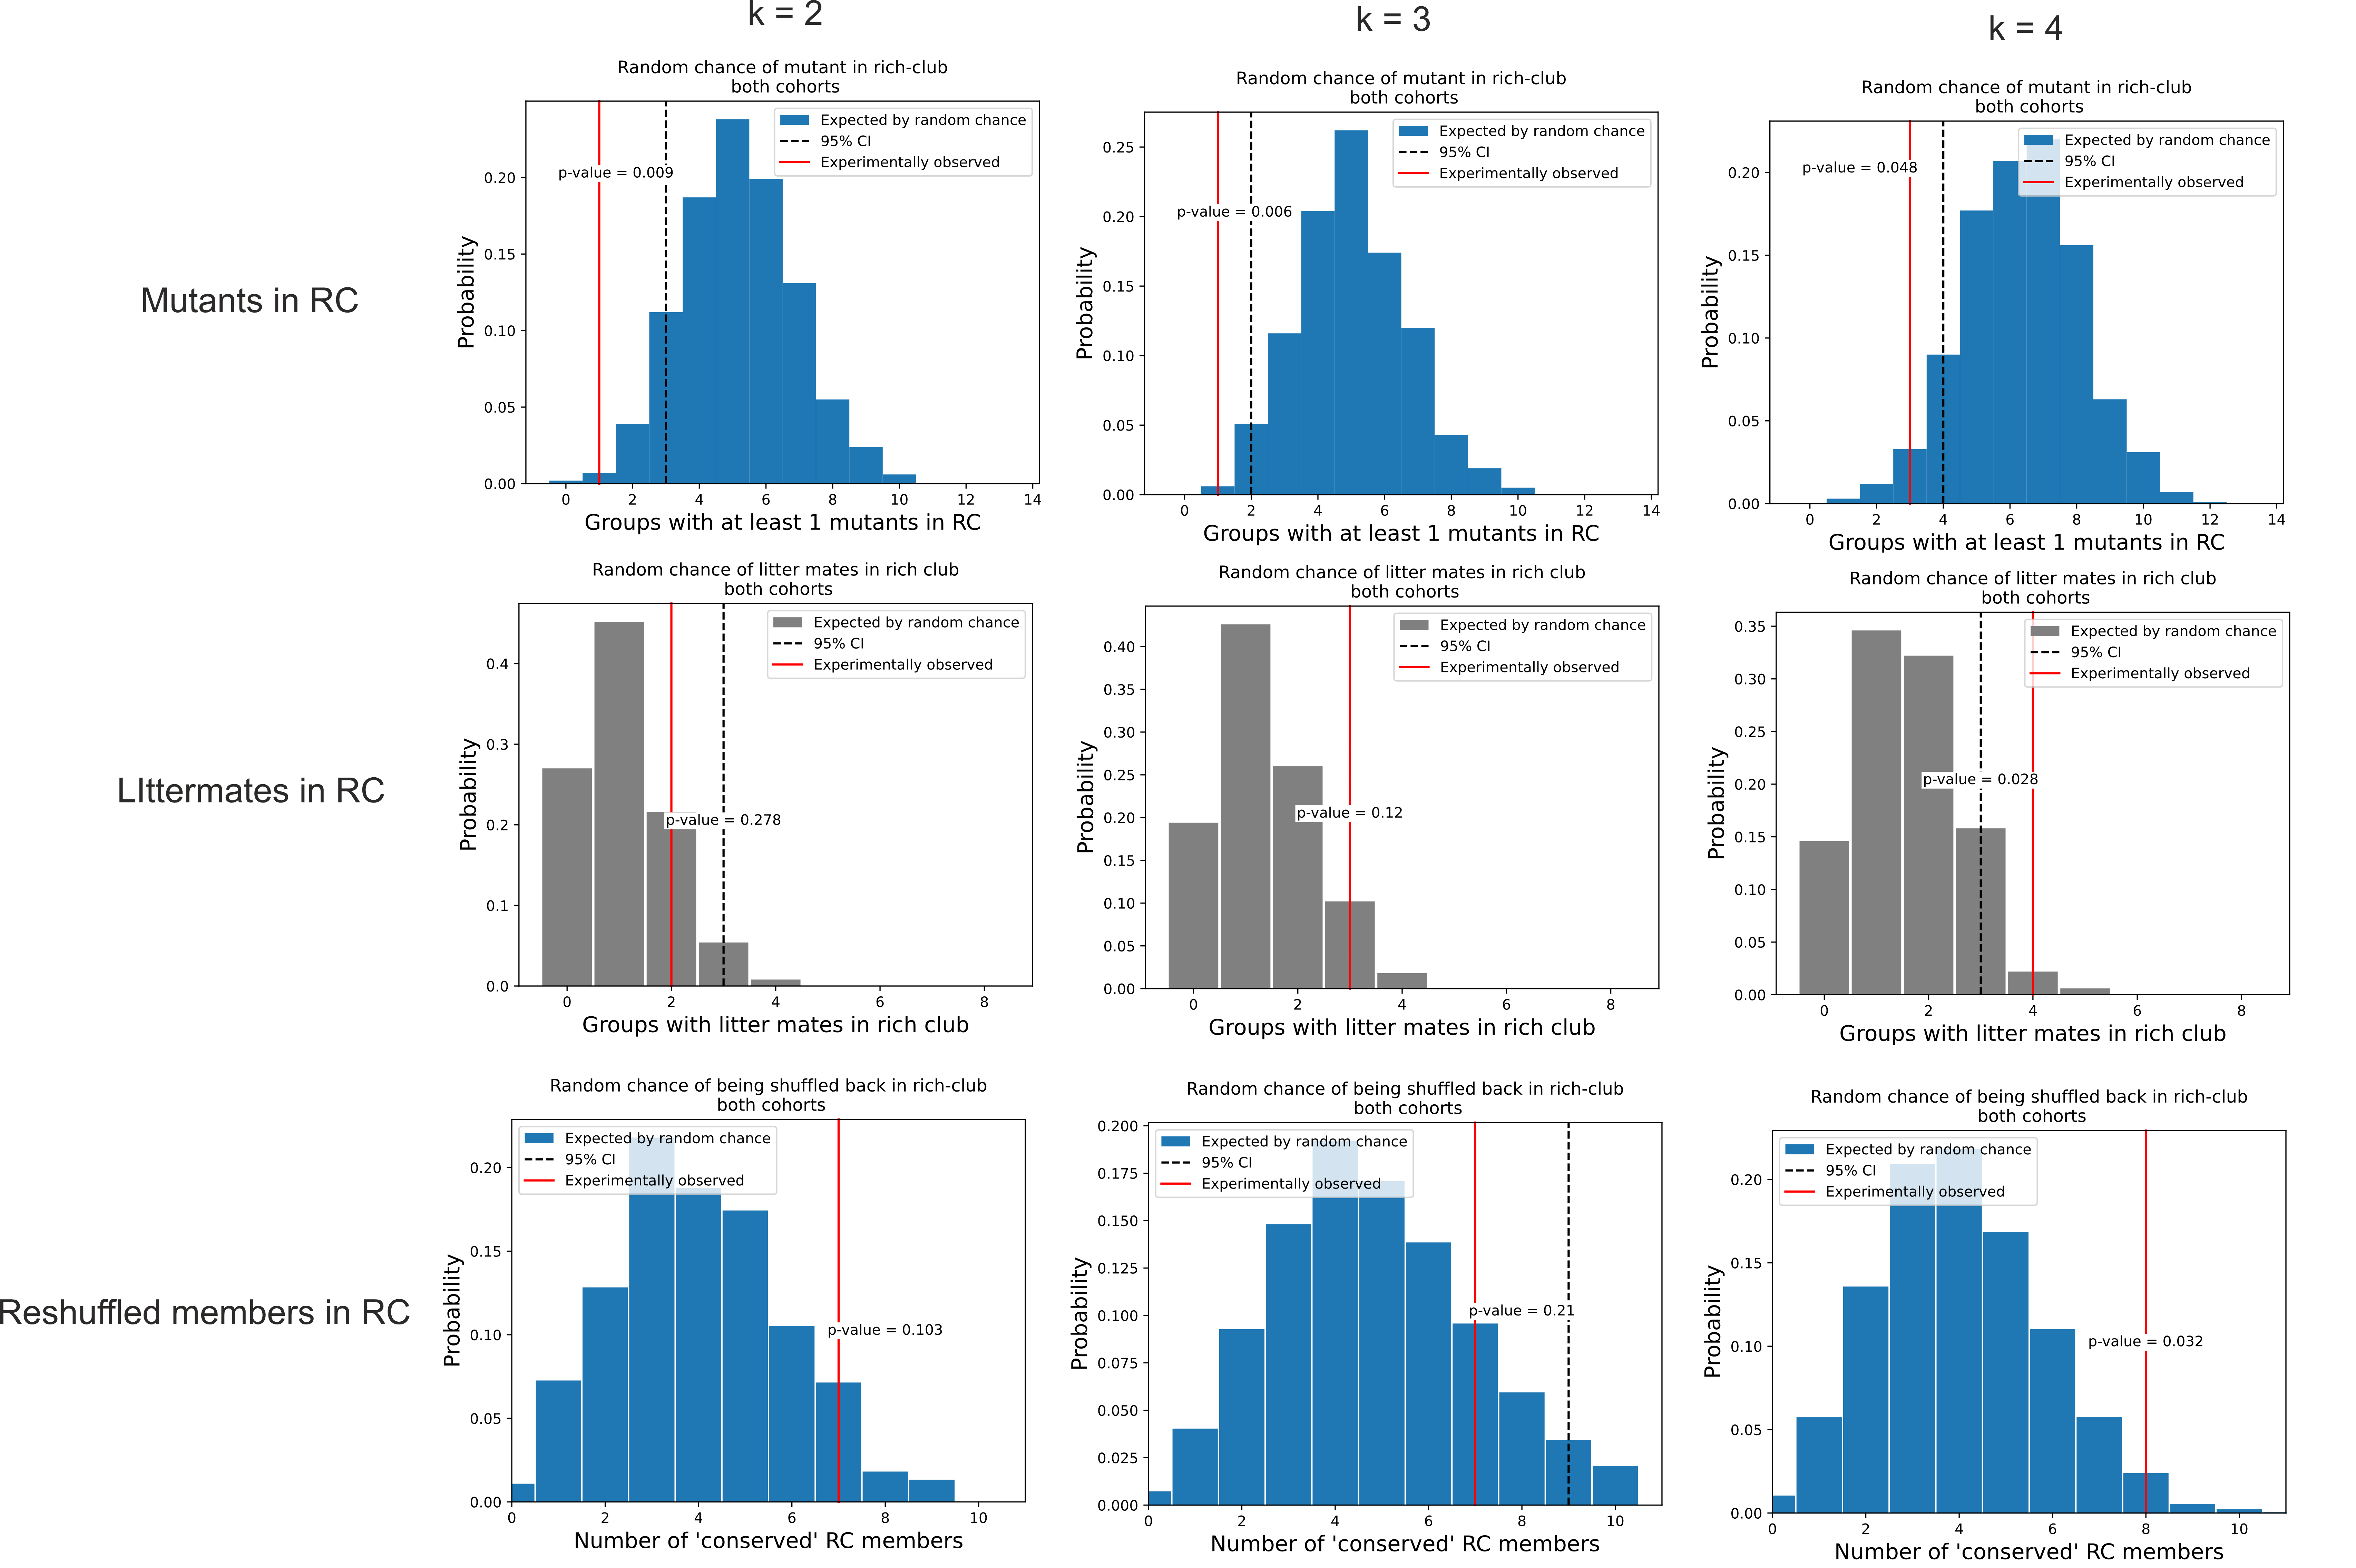 k = 2
k = 3
k = 4
Mutants in RC
Random chance of mutant in rich-club
both cohorts
Expected by random chance
95% CI
Experimentally observed
p-value = 0.009
Probability
0.20
0.15
0.10
0.05
0.00
0 2 4 6 8 10 12 14
Groups with at least 1 mutants in RC
Random chance of mutant in rich-club
both cohorts
Expected by random chance
95% CI
Experimentally observed
p-value = 0.006
Probability
0.25
0.20
0.15
0.10
0.05
0.00
0 2 4 6 8 10 12 14
Groups with at least 1 mutants in RC
Random chance of mutant in rich-club
both cohorts
Expected by random chance
95% CI
Experimentally observed
p-value = 0.048
Probability
0.20
0.15
0.10
0.05
0.00
0 2 4 6 8 10 12 14
Groups with at least 1 mutants in RC
LIttermates in RC
Random chance of litter mates in rich club
both cohorts
Expected by random chance
95% CI
Experimentally observed
p-value = 0.278
Probability
0.4
0.3
0.2
0.1
0.0
0 2 4 6 8
Groups with litter mates in rich club
Random chance of litter mates in rich club
both cohorts
Expected by random chance
95% CI
Experimentally observed
p-value = 0.12
Probability
0.40
0.35
0.30
0.25
0.20
0.15
0.10
0.05
0.00
0 2 4 6 8
Groups with litter mates in rich club
Random chance of litter mates in rich club
both cohorts
Expected by random chance
95% CI
Experimentally observed
p-value = 0.028
Probability
0.35
0.30
0.25
0.20
0.15
0.10
0.05
0.00
0 2 4 6 8
Groups with litter mates in rich club
Reshuffled members in RC
Random chance of being shuffled back in rich-club
both cohorts
Expected by random chance
95% CI
Experimentally observed
p-value = 0.103
Probability
0.20
0.15
0.10
0.05
0.00
0 2 4 6 8 10
Number of 'conserved' RC members
Random chance of being shuffled back in rich-club
both cohorts
Expected by random chance
95% CI
Experimentally observed
p-value = 0.21
Probability
0.200
0.175
0.150
0.125
0.100
0.075
0.050
0.025
0.000
0 2 4 6 8 10
Number of 'conserved' RC members
Random chance of being shuffled back in rich-club
both cohorts
Expected by random chance
95% CI
Experimentally observed
p-value = 0.032
Probability
0.20
0.15
0.10
0.05
0.00
0 2 4 6 8 10
Number of 'conserved' RC members